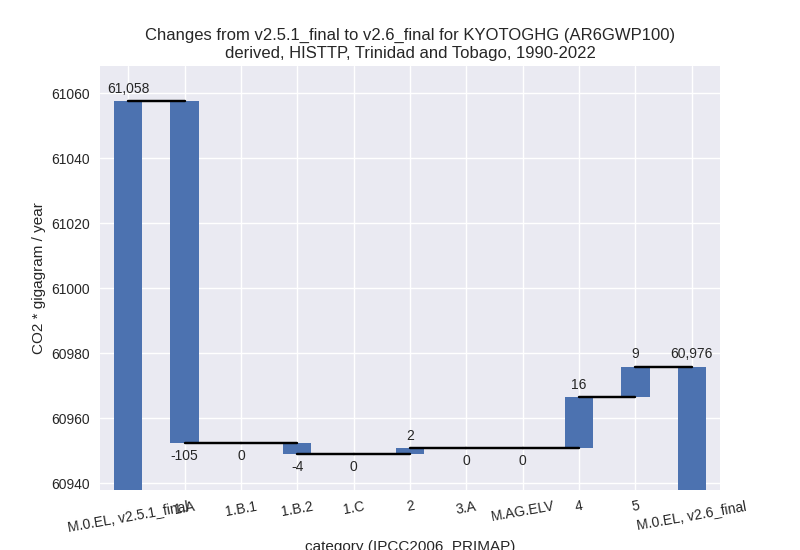 Changes from v2.5.1_final to v2.6_final for KYOTOGHG (AR6GWP100)
derived, HISTTP, Trinidad and Tobago, 1990-2022
CO2 * gigagram / year
61060
61040
61020
61000
60980
60960
60940
61,058
-105
0
-4
0
2
0
0
16
9
60,976
M.0.EL, v2.5.1_final
1.A
1.B.1
1.B.2
1.C
2
3.A
M.AG.ELV
4
5
M.0.EL, v2.6_final
category (IPCC2006_PRIMAP)